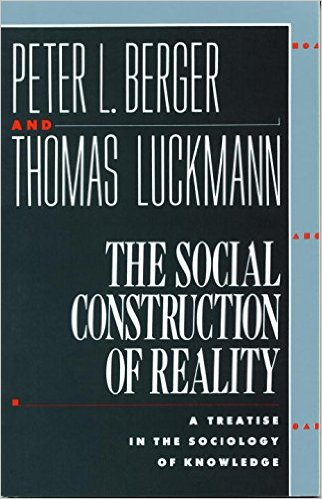 PETER L. BERGER
AND
THOMAS LUCKMANN
THE SOCIAL
CONSTRUCTION
OF REALITY
A TREATISE
IN THE SOCIOLOGY
OF KNOWLEDGE